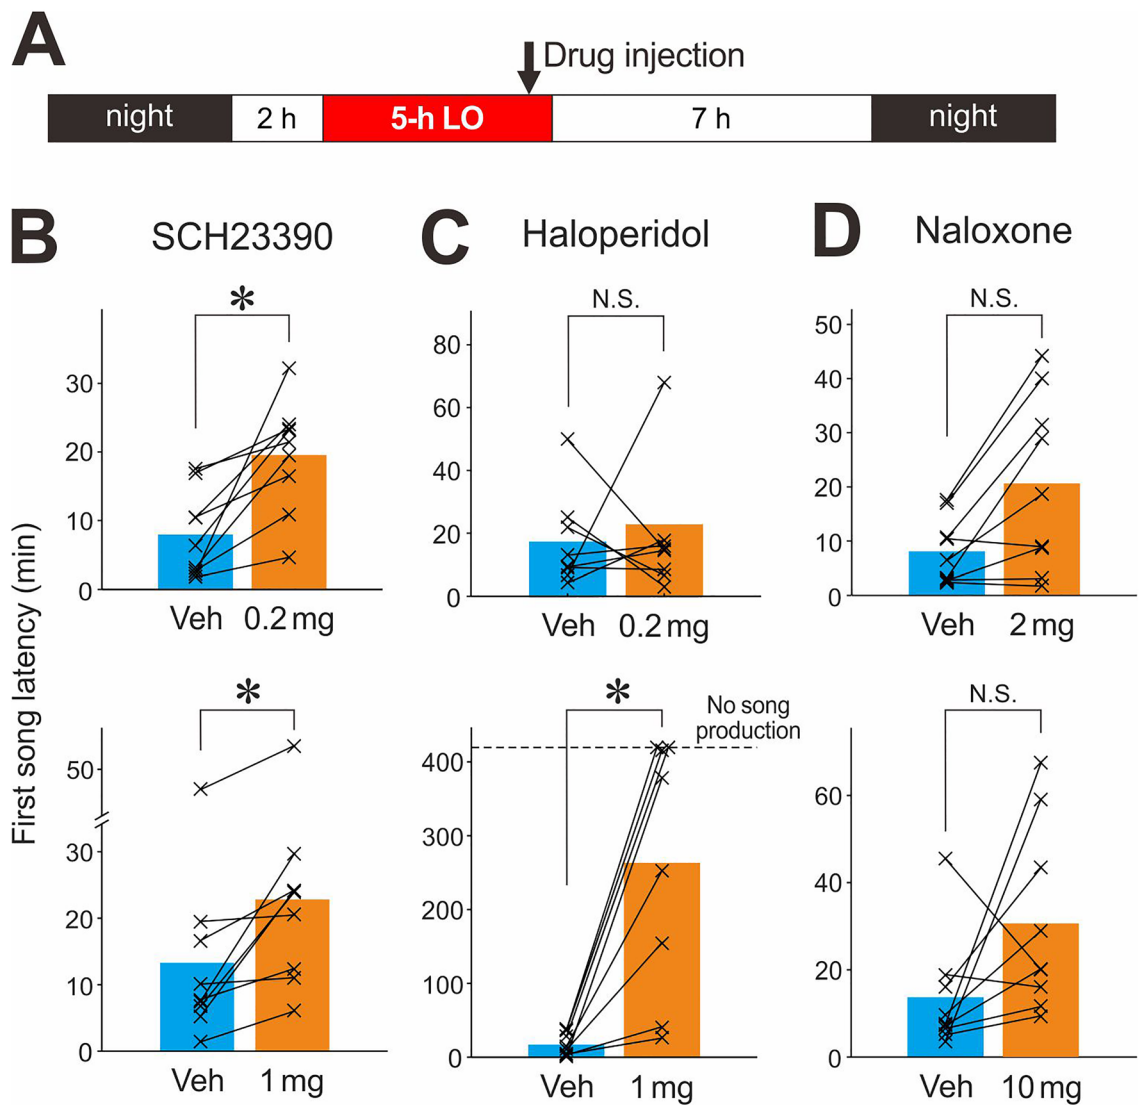 A
Drug injection
night 2 h 5-h LO 7 h night
B SCH23390
C Haloperidol
D Naloxone
First song latency (min)
*
30
20
10
0
Veh 0.2 mg
N.S.
80
60
40
20
0
Veh 0.2 mg
N.S.
50
40
30
20
10
0
Veh 2 mg
*
50
30
20
10
0
Veh 1 mg
*
No song
production
400
300
200
100
0
Veh 1 mg
N.S.
60
40
20
0
Veh 10 mg